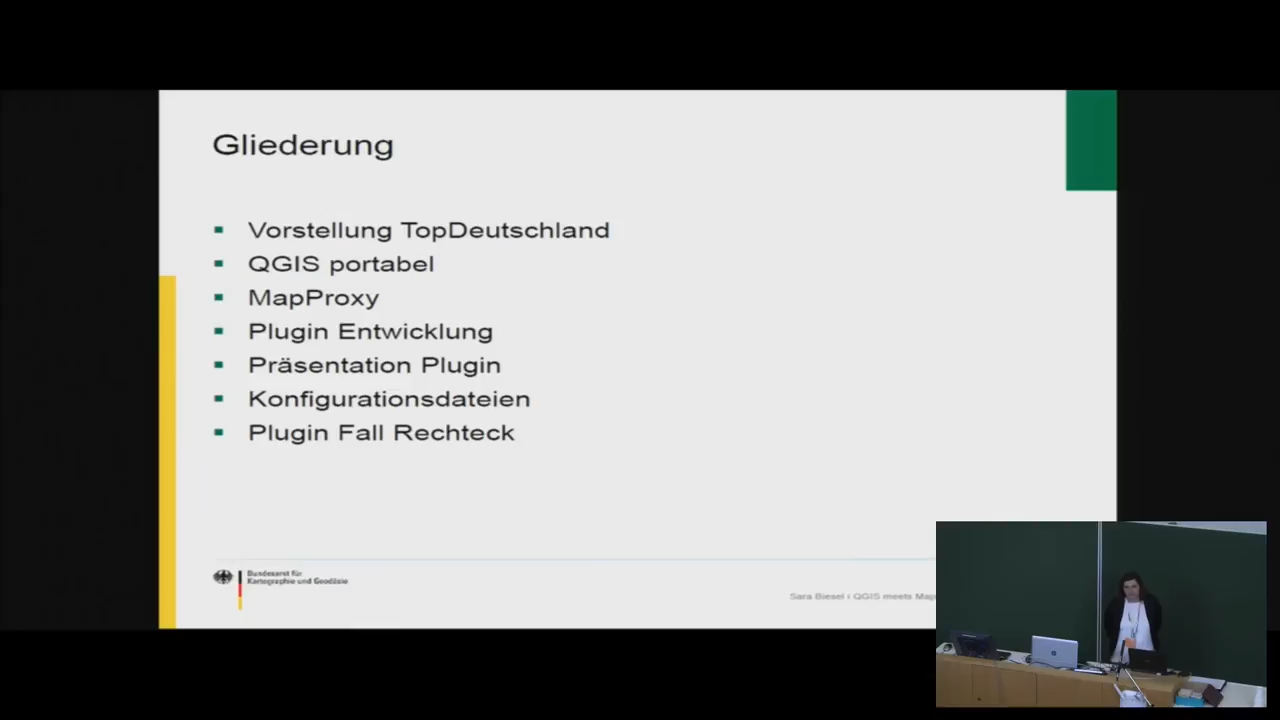 Gliederung
Vorstellung TopDeutschland
QGIS portabel
MapProxy
Plugin Entwicklung
Präsentation Plugin
Konfigurationsdateien
Plugin Fall Rechteck
Bundesamt für
Kartographie und Geodäsie
Sara Biesel I QGIS meets